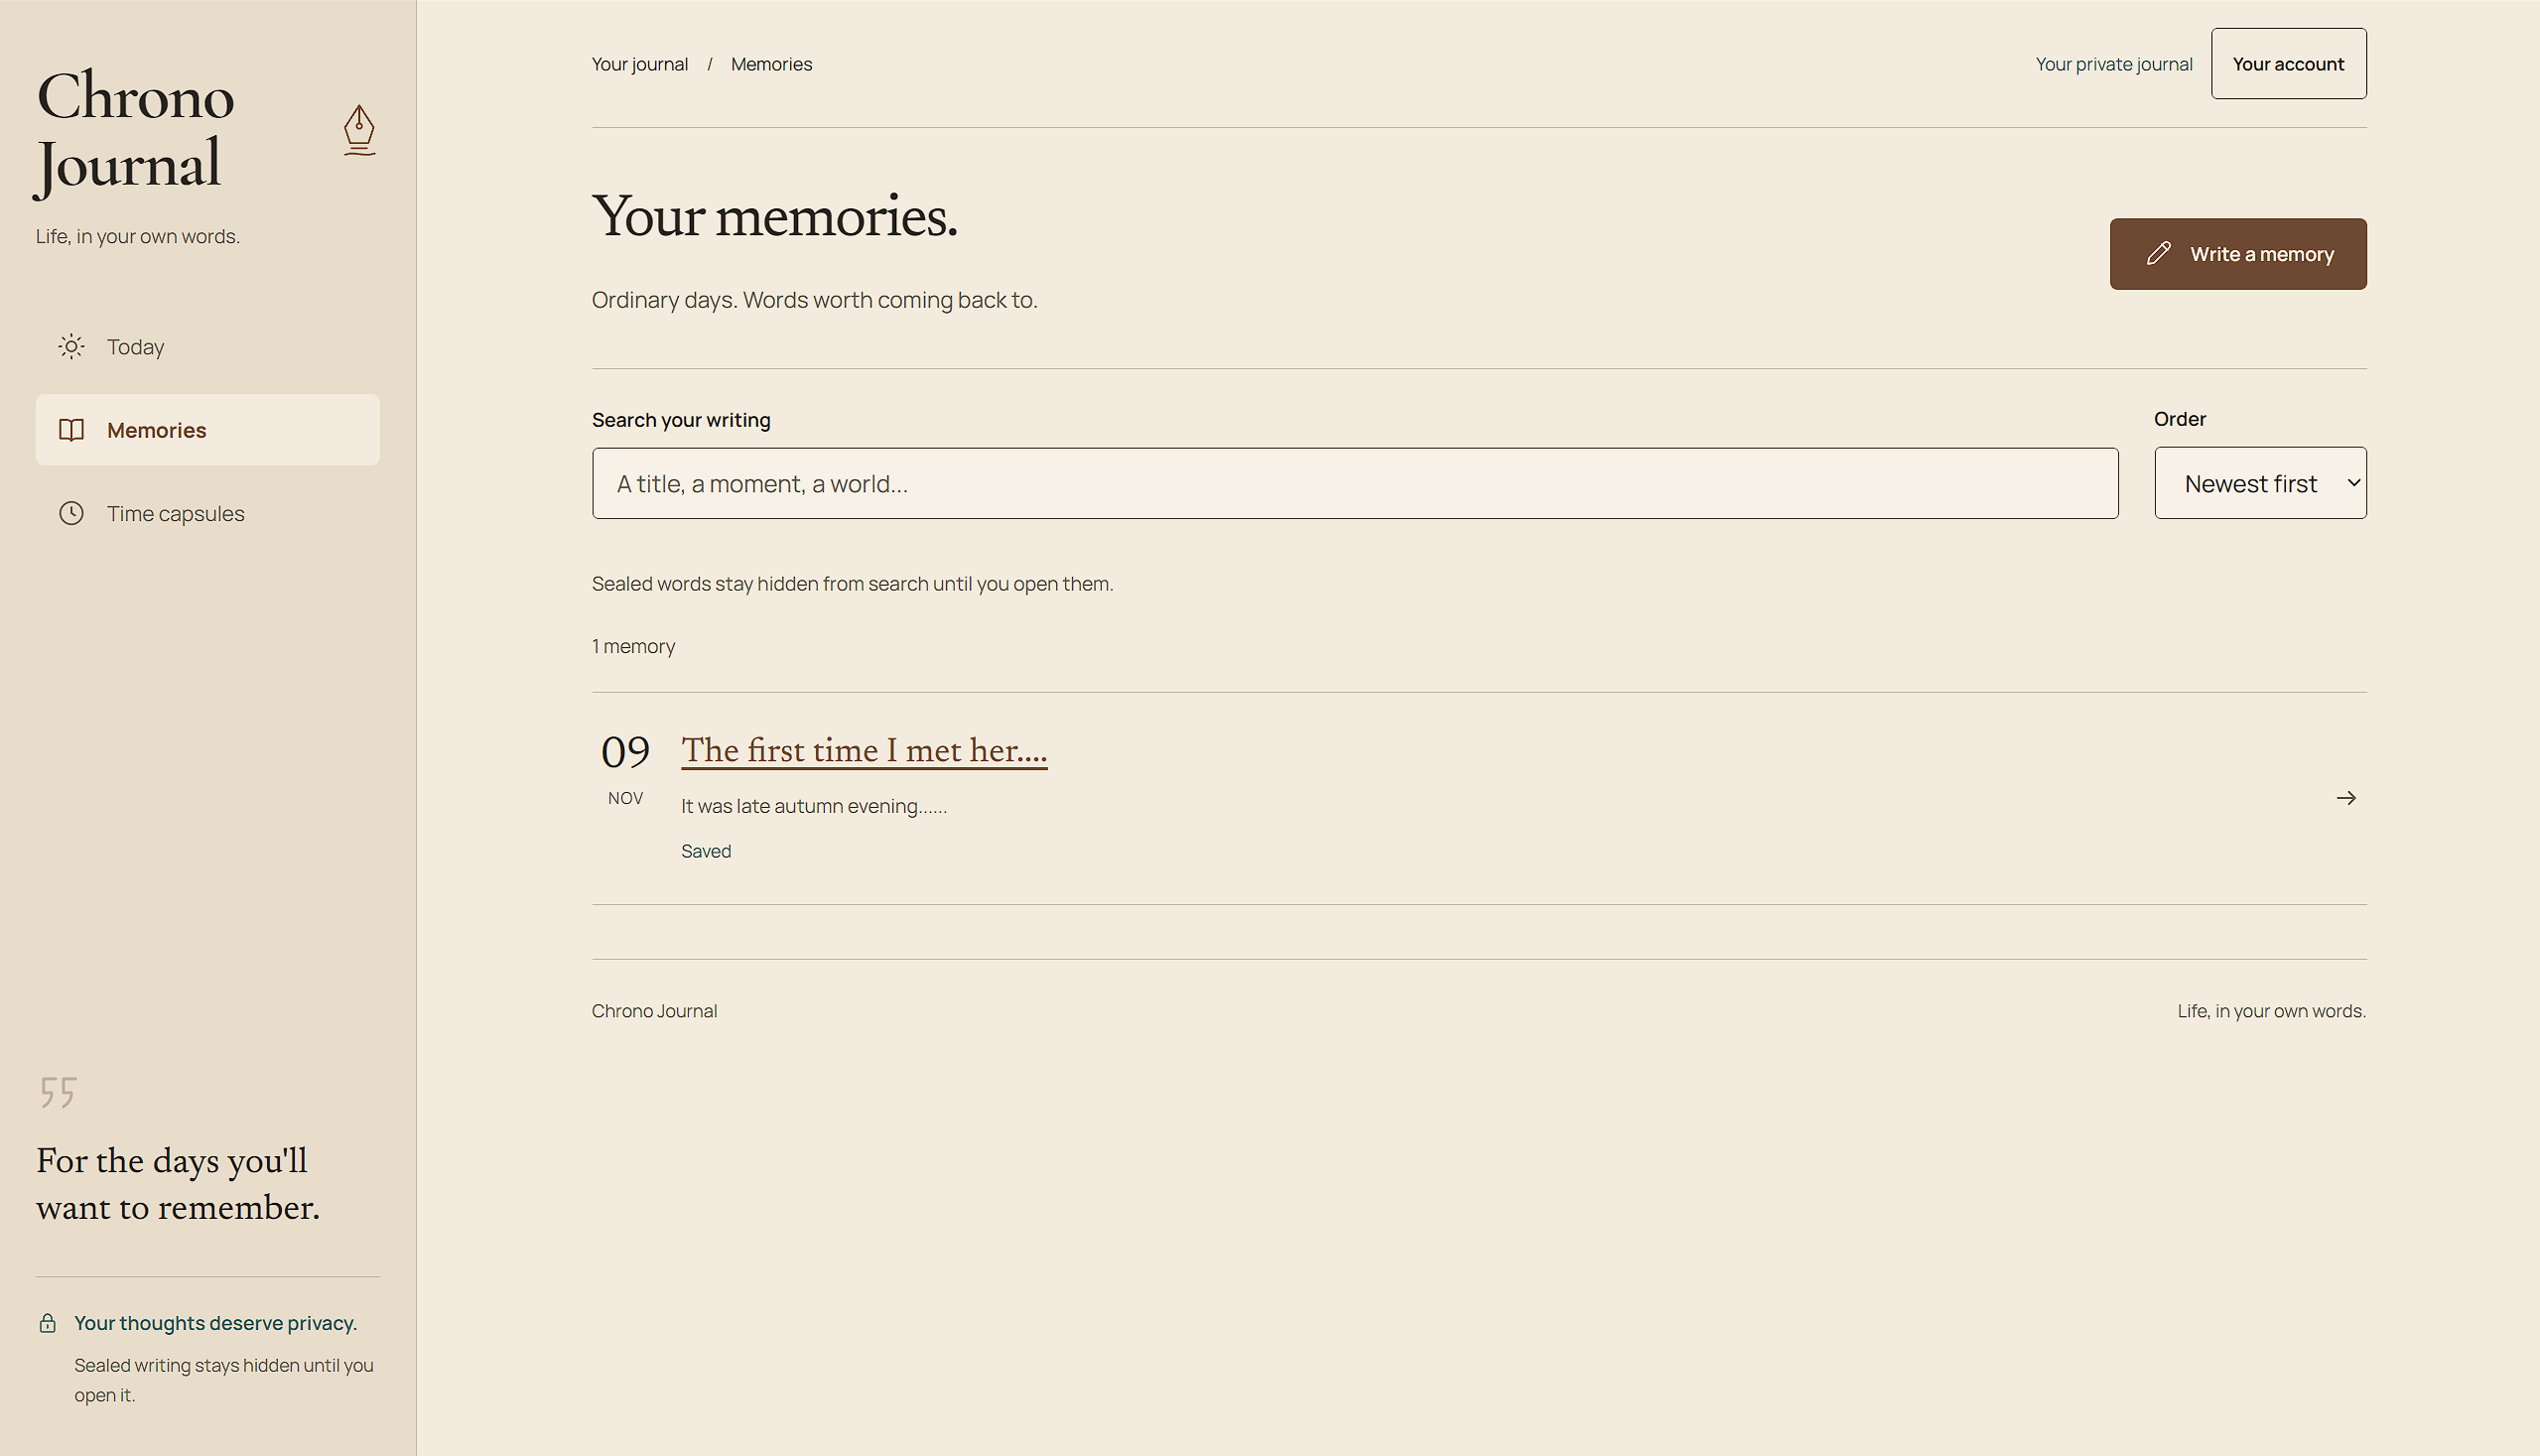 Chrono
Journal
Life, in your own words.
Today
Memories
Time capsules
”
For the days you'll
want to remember.
Your thoughts deserve privacy.
Sealed writing stays hidden until you
open it.
Your journal / Memories
Your private journal
Your account
Your memories.
Ordinary days. Words worth coming back to.
Write a memory
Search your writing
A title, a moment, a world...
Order
Newest first
Sealed words stay hidden from search until you open them.
1 memory
09
NOV
The first time I met her....
It was late autumn evening......
Saved
Chrono Journal
Life, in your own words.